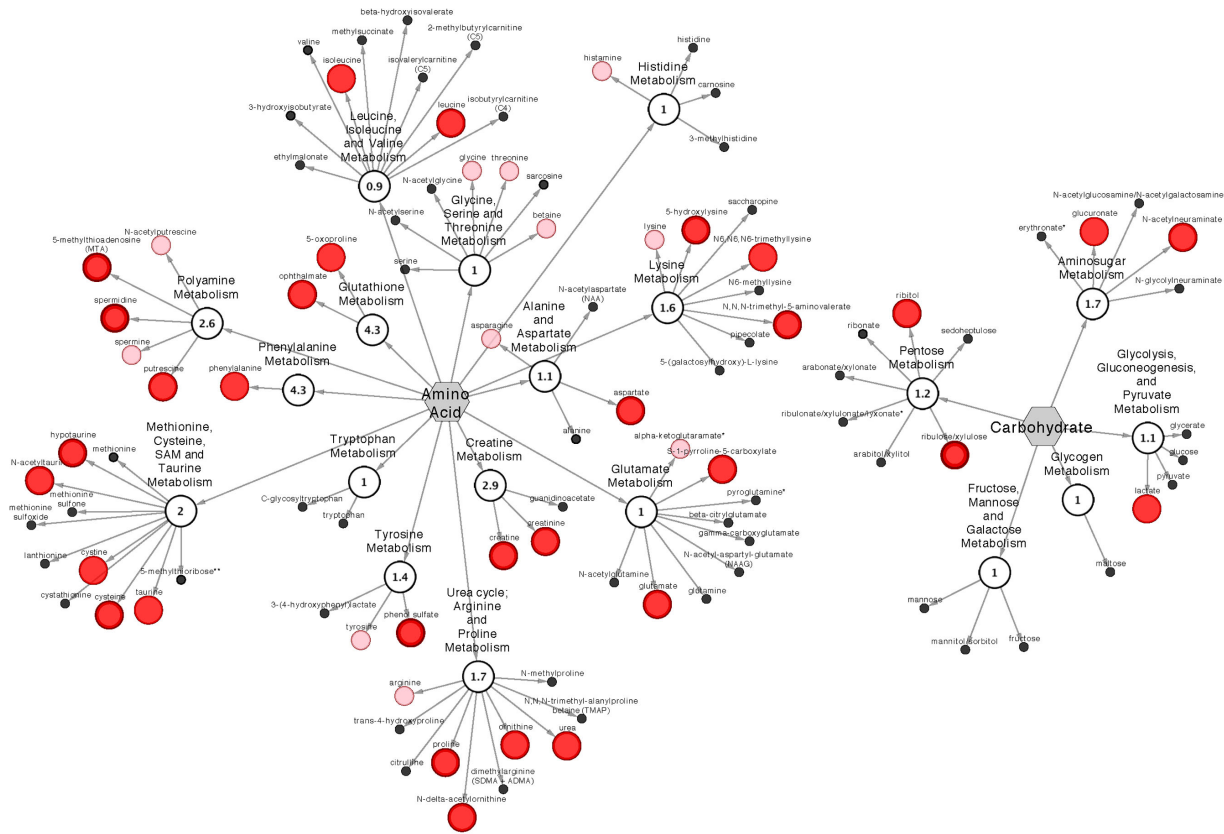 beta-hydroxyisovalerate
methylsuccinate
2-methylbutyrylcarnitine
(C5)
valine
isoleucine
isovalerylcarnitine
(C5)
3-hydroxyisobutyrate
leucine
isobutyrylcarnitine
(C4)
ethylmalonate
Leucine,
Isoleucine
and Valine
Metabolism
0.9
histidine
histamine
Histidine
Metabolism
1
carnosine
3-methylhistidine
N-acetylglycine
glycine
threonine
sarcosine
N-acetylserine
betaine
Glycine,
Serine and
Threonine
Metabolism
serine
1
saccharopine
5-hydroxylysine
lysine
N6,N6,N6-trimethyllysine
Lysine
Metabolism
N6-methyllysine
1.6
N,N,N-trimethyl-5-aminovalerate
pipecolate
5-(galactosylhydroxy)-L-lysine
N-acetylputrescine
5-methylthioadenosine
(MTA)
Polyamine
Metabolism
spermidine
2.6
spermine
putrescine
5-oxoproline
ophthalmate
Glutathione
Metabolism
4.3
N-acetylaspartate
(NAA)
Alanine
and
Aspartate
Metabolism
asparagine
1.1
aspartate
alanine
Phenylalanine
Metabolism
phenylalanine
4.3
Amino
Acid
N-acetylglucosamine/N-acetylgalactosamine
glucuronate
N-acetylneuraminate
erythronate*
Aminosugar
Metabolism
N-glycolylneuraminate
1.7
ribitol
ribonate
sedoheptulose
Pentose
Metabolism
arabonate/xylonate
1.2
ribulonate/xylulonate/lyxonate*
ribulose/xylulose
arabitol/xylitol
Carbohydrate
Glycolysis,
Gluconeogenesis,
and
Pyruvate
Metabolism
1.1
glycerate
glucose
pyruvate
lactate
Glycogen
Metabolism
1
maltose
Fructose,
Mannose
and
Galactose
Metabolism
1
mannose
mannitol/sorbitol
fructose
Methionine,
Cysteine,
SAM and
Taurine
Metabolism
hypotaurine
methionine
N-acetyltaurine
methionine
sulfone
methionine
sulfoxide
2
lanthionine
cystine
5-methylthioribose**
cystathionine
cysteine
taurine
Tryptophan
Metabolism
1
C-glycosyltryptophan
tryptophan
Creatine
Metabolism
2.9
guanidinoacetate
creatinine
creatine
alpha-ketoglutaramate*
S-1-pyrroline-5-carboxylate
Glutamate
Metabolism
pyroglutamine*
1
beta-citrylglutamate
gamma-carboxyglutamate
N-acetyl-aspartyl-glutamate
(NAAG)
N-acetylglutamine
glutamate
glutamine
Tyrosine
Metabolism
1.4
3-(4-hydroxyphenyl)lactate
tyrosine
phenol sulfate
Urea cycle;
Arginine
and
Proline
Metabolism
1.7
N-methylproline
arginine
N,N,N-trimethyl-alanylproline
betaine (TMAP)
trans-4-hydroxyproline
ornithine
urea
proline
citrulline
dimethylarginine
(SDMA + ADMA)
N-delta-acetylornithine